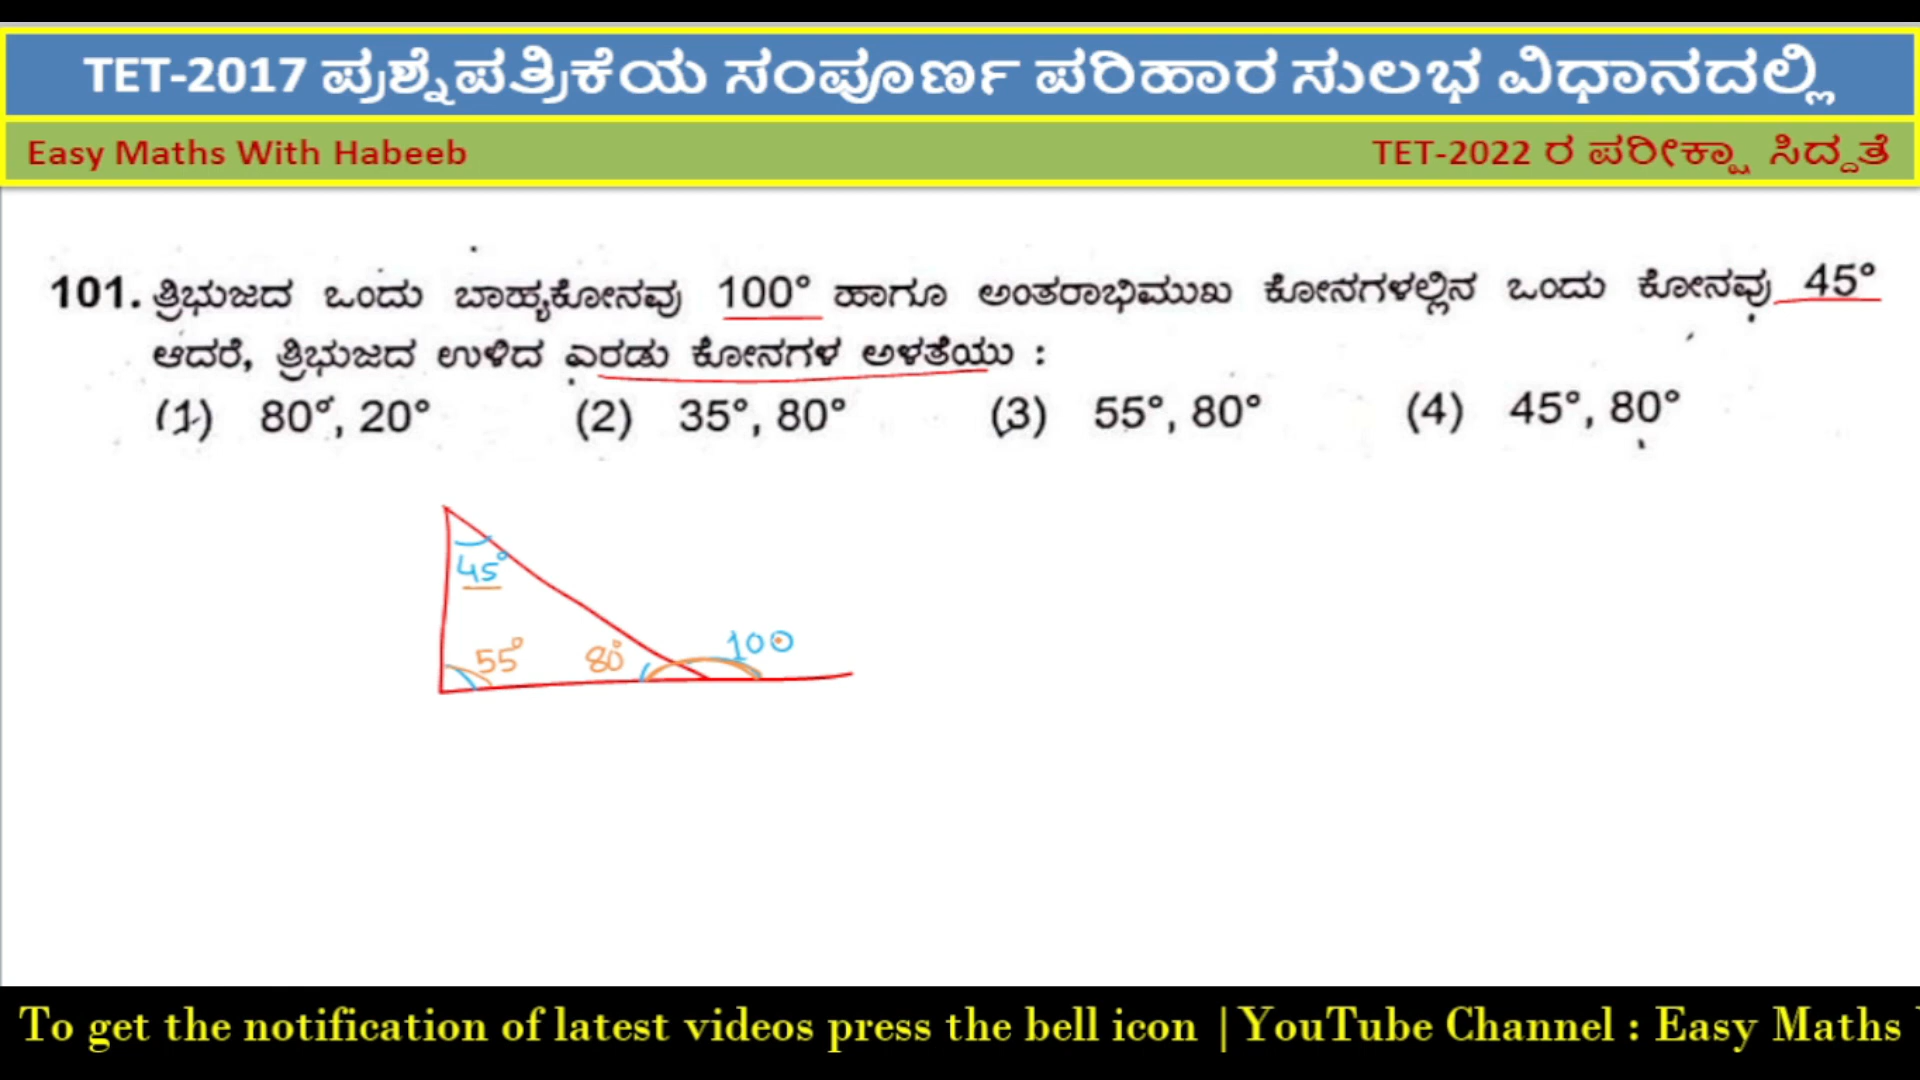 TET-2017 ಪ್ರಶ್ನೆಪತ್ರಿಕೆಯ ಸಂಪೂರ್ಣ ಪರಿಹಾರ ಸುಲಭ ವಿಧಾನದಲ್ಲಿ
Easy Maths With Habeeb TET-2022 ರ ಪರೀಕ್ಷಾ ಸಿದ್ದತೆ
101. ತ್ರಿಭುಜದ ಒಂದು ಬಾಹ್ಯಕೋನವು 100° ಹಾಗೂ ಅಂತರಾಭಿಮುಖ ಕೋನಗಳಲ್ಲಿನ ಒಂದು ಕೋನವು 45°
ಆದರೆ, ತ್ರಿಭುಜದ ಉಳಿದ ಎರಡು ಕೋನಗಳ ಅಳತೆಯು :
(1) 80°, 20° (2) 35°, 80° (3) 55°, 80° (4) 45°, 80°
45°
55° 80° 100
To get the notification of latest videos press the bell icon | YouTube Channel : Easy Maths